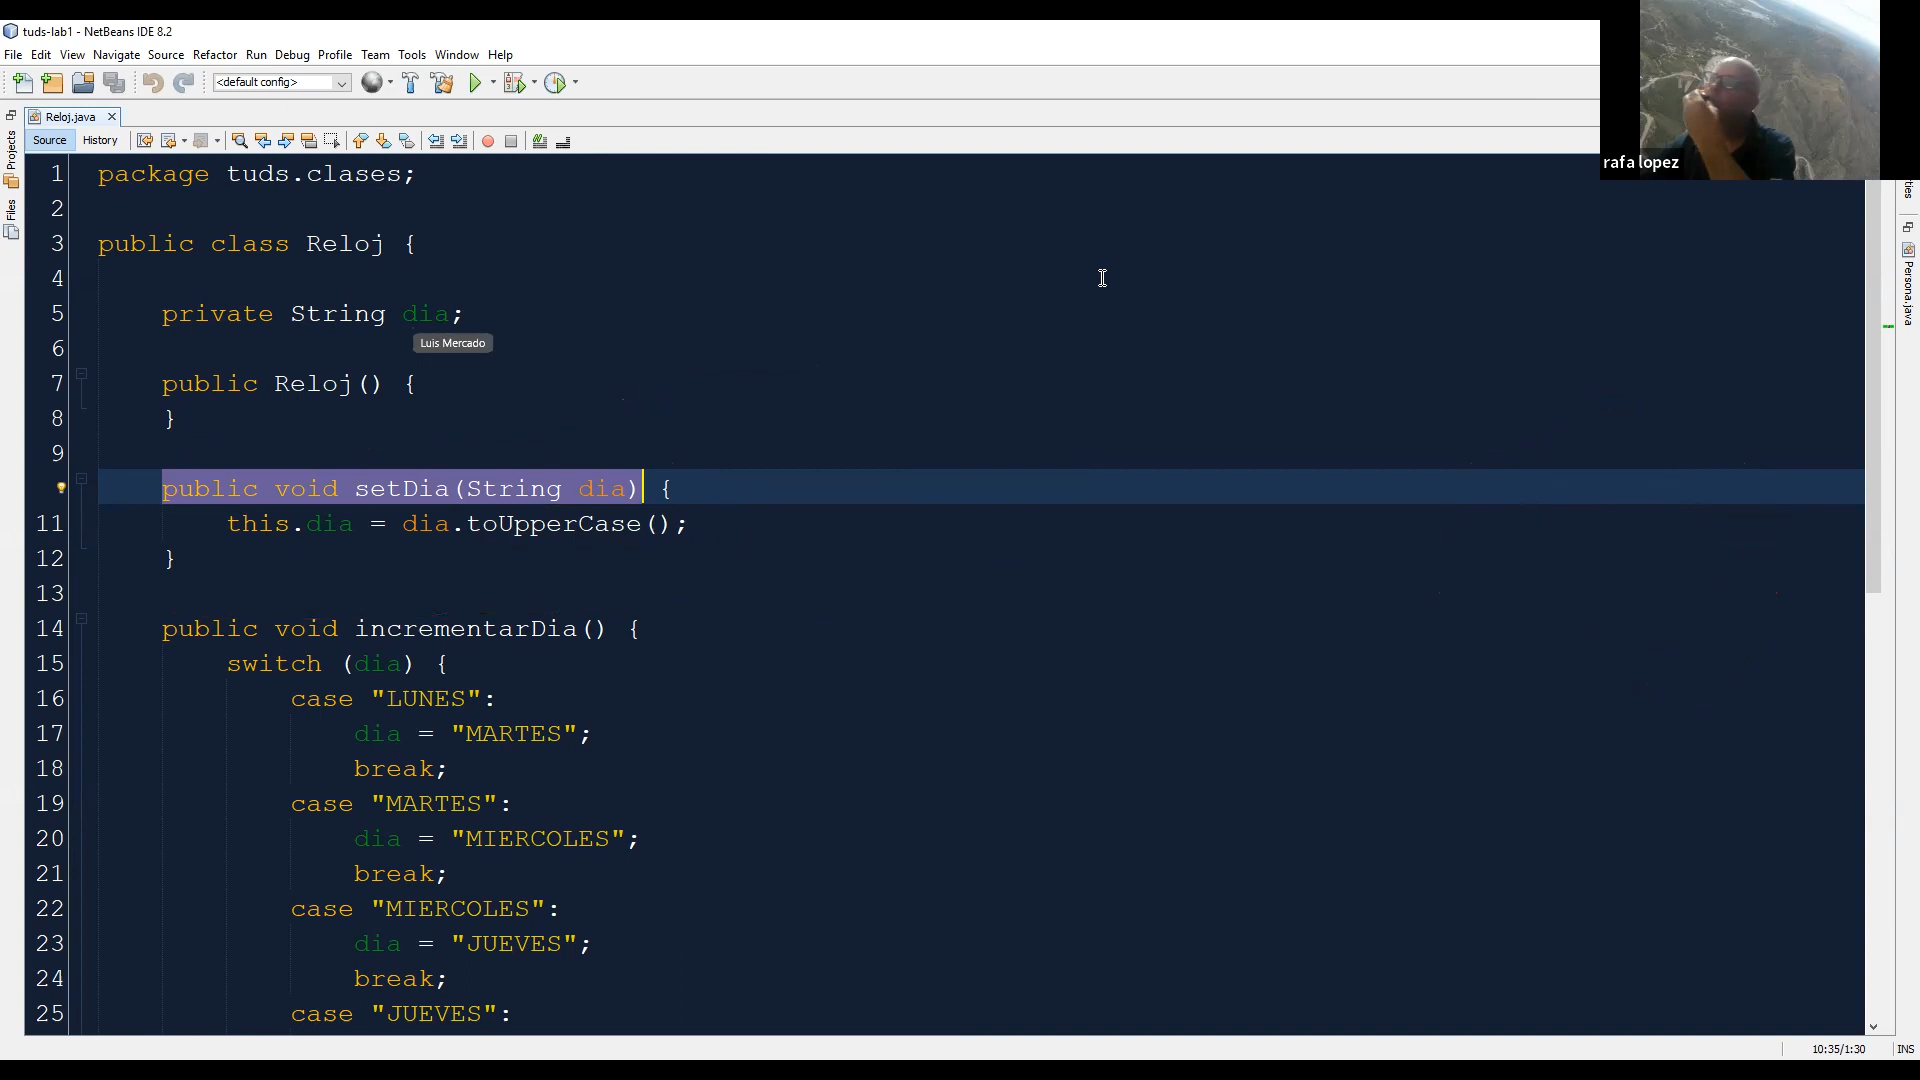 tuds-lab1 - NetBeans IDE 8.2
File Edit View Navigate Source Refactor Run Debug Profile Team Tools Window Help
<default config>
Reloj.java
Source History
rafa lopez
Projects
Files
Persona.java
1 package tuds.clases;
2
3 public class Reloj {
4
5 private String dia;
Luis Mercado
6
7 public Reloj() {
8 }
9
public void setDia(String dia) {
11 this.dia = dia.toUpperCase();
12 }
13
14 public void incrementarDia() {
15 switch (dia) {
16 case "LUNES":
17 dia = "MARTES";
18 break;
19 case "MARTES":
20 dia = "MIERCOLES";
21 break;
22 case "MIERCOLES":
23 dia = "JUEVES";
24 break;
25 case "JUEVES":
10:35/1:30 INS